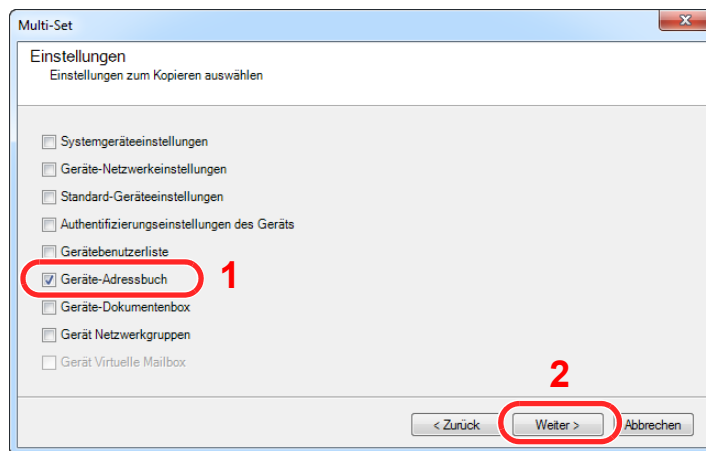 Multi-Set
Einstellungen
Einstellungen zum Kopieren auswählen
Systemgeräteeinstellungen
Geräte-Netzwerkeinstellungen
Standard-Geräteeinstellungen
Authentifizierungseinstellungen des Geräts
Gerätebenutzerliste
Geräte-Adressbuch 1
Geräte-Dokumentenbox
Gerät Netzwerkgruppen
Gerät Virtuelle Mailbox
2
< Zurück Weiter > Abbrechen